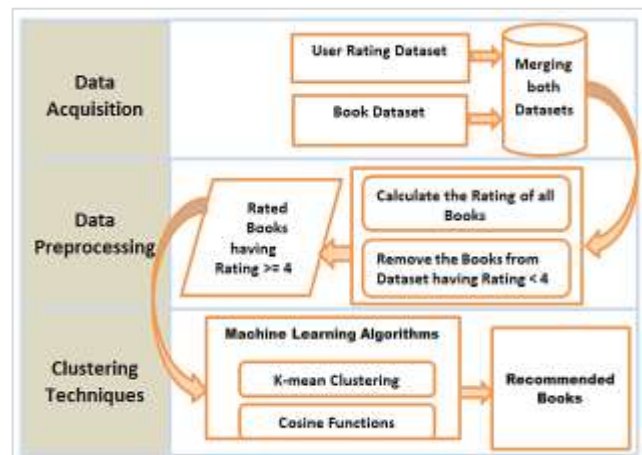 Data
Acquisition
User Rating Dataset
Book Dataset
Merging
both
Datasets
Data
Preprocessing
Calculate the Rating of all
Books
Remove the Books from
Dataset having Rating < 4
Rated
Books
having
Rating >= 4
Clustering
Techniques
Machine Learning Algorithms
K-mean Clustering
Cosine Functions
Recommended
Books